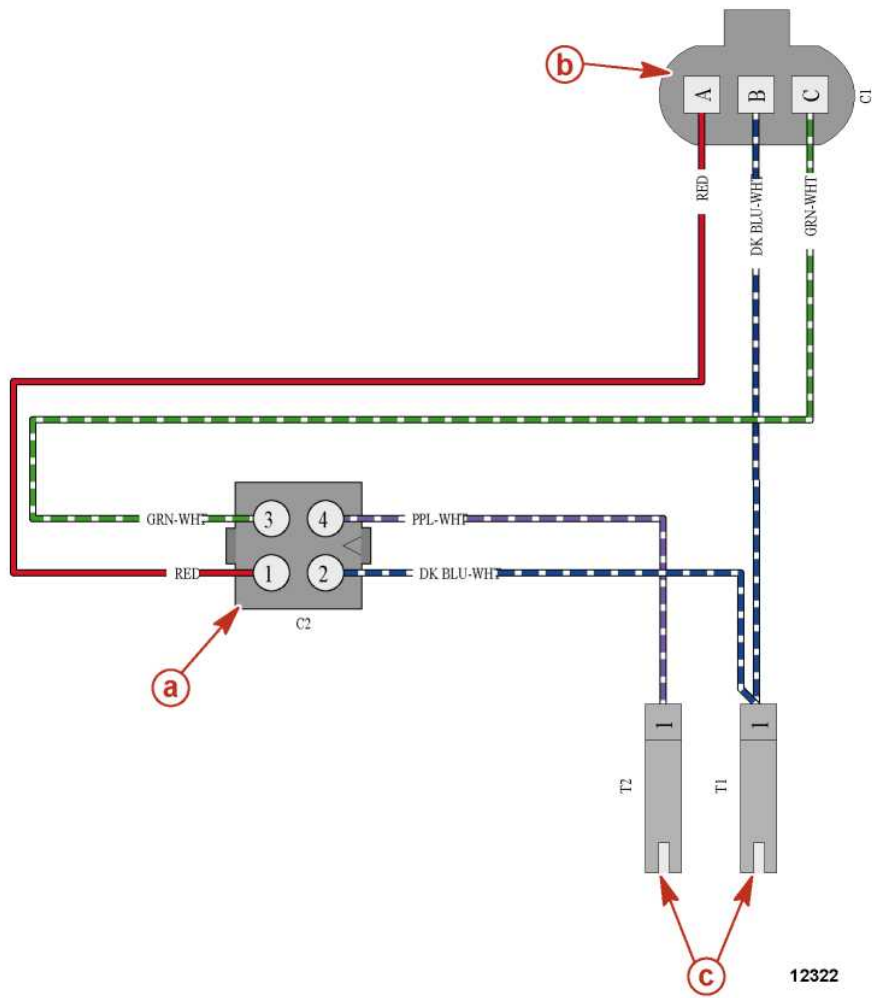 b
A
B
C
C1
RED
DK BLU-WHT
GRN-WHT
GRN-WHT
3
4
PPL-WHT
RED
1
2
DK BLU-WHT
C2
a
1
1
T2
T1
c
12322